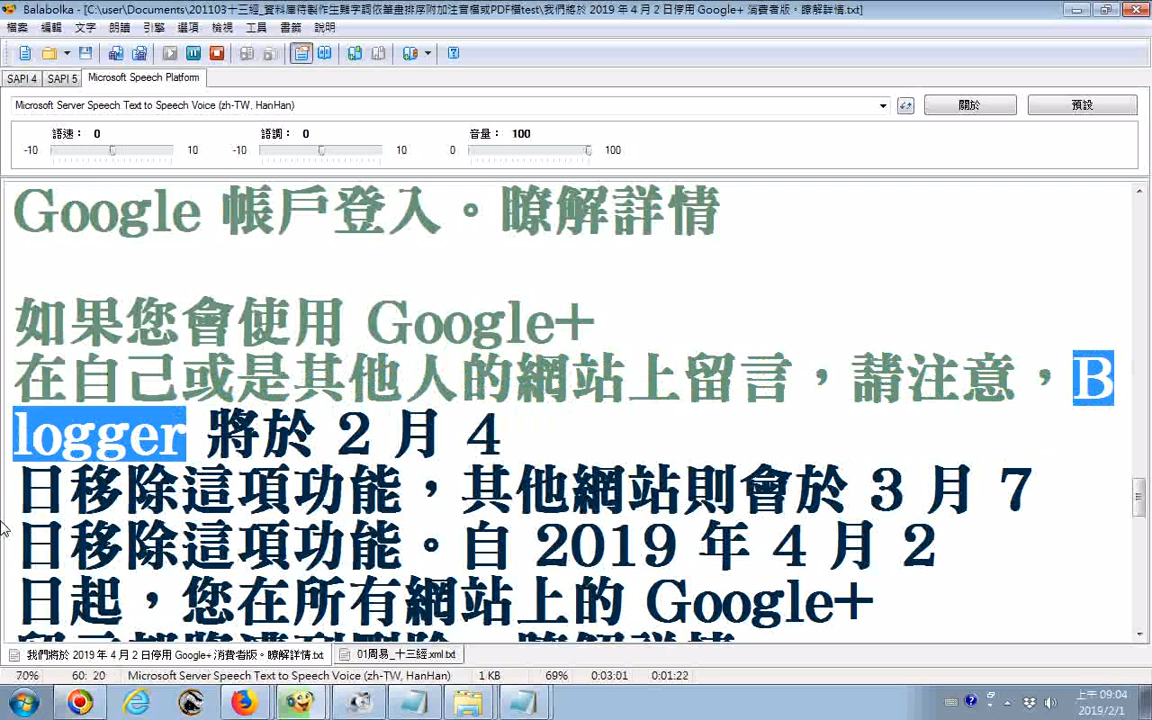 Balabolka - [C:\user\Documents\201103十三經_資料庫待製作生難字詞依筆畫排序附加注音檔或PDF檔test\我們將於 2019 年 4 月 2 日停用 Google+ 消費者版。瞭解詳情.txt]
檔案 編輯 文字 朗讀 引擎 選項 檢視 工具 書籤 說明
SAPI 4 SAPI 5 Microsoft Speech Platform
Microsoft Server Speech Text to Speech Voice (zh-TW, HanHan) 關於 預設
語速： 0 語調： 0 音量： 100
-10 10 -10 10 0 100
Google 帳戶登入。瞭解詳情
如果您會使用 Google+
在自己或是其他人的網站上留言，請注意，B
logger 將於 2 月 4
日移除這項功能，其他網站則會於 3 月 7
日移除這項功能。自 2019 年 4 月 2
日起，您在所有網站上的 Google+
我們將於 2019 年 4 月 2 日停用 Google+ 消費者版。瞭解詳情.txt 01周易_十三經.xml.txt
70% 60: 20 Microsoft Server Speech Text to Speech Voice (zh-TW, HanHan) 1 KB 69% 0:03:01 0:01:22
上午 09:04
2019/2/1